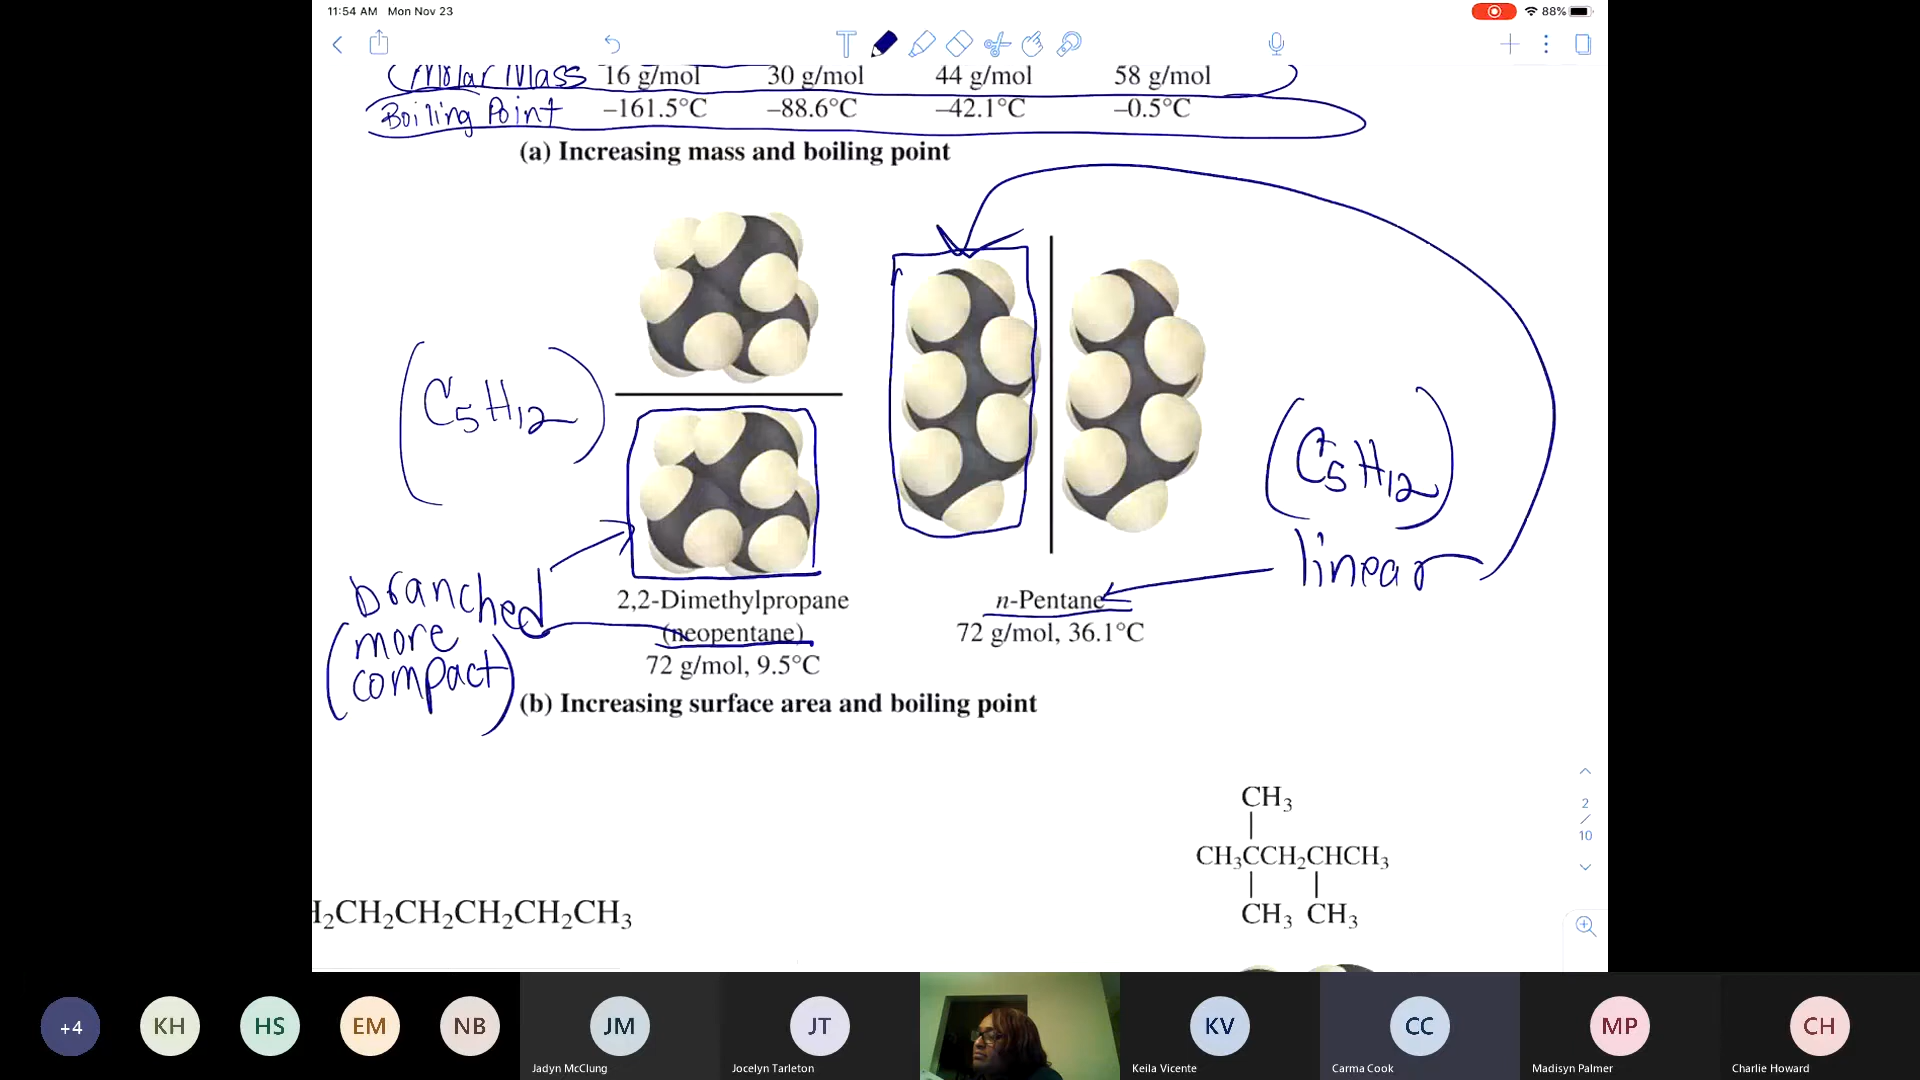 11:54 AM Mon Nov 23
88%
T
(Molar Mass 16 g/mol 30 g/mol 44 g/mol 58 g/mol
Boiling Point –161.5°C –88.6°C –42.1°C –0.5°C
(a) Increasing mass and boiling point
(C5H12)
(C5H12)
linear
branched
(more
compact)
2,2-Dimethylpropane
(neopentane)
72 g/mol, 9.5°C
n-Pentane
72 g/mol, 36.1°C
(b) Increasing surface area and boiling point
CH₃
CH₃CCH₂CHCH₃
CH₃ CH₃
H₂CH₂CH₂CH₂CH₂CH₃
2
/
10
+4
KH
HS
EM
NB
JM
Jadyn McClung
JT
Jocelyn Tarleton
KV
Keila Vicente
CC
Carma Cook
MP
Madisyn Palmer
CH
Charlie Howard